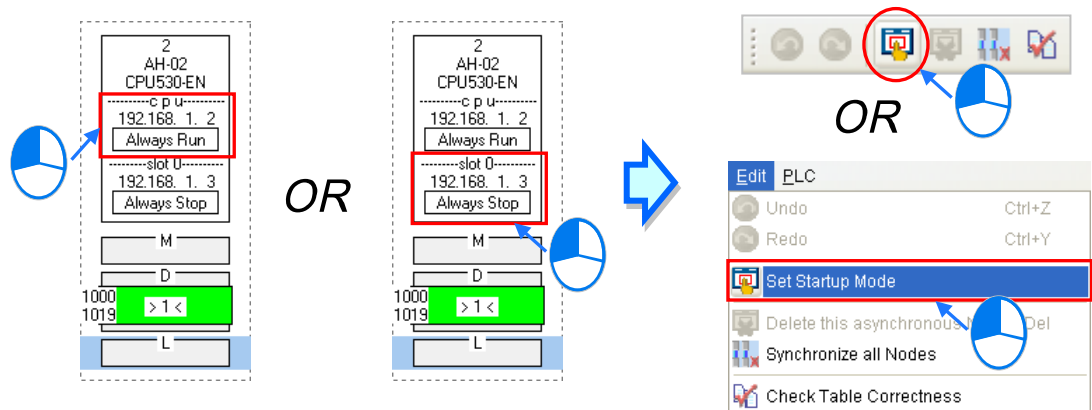 2
AH-02
CPU530-EN
--------c p u--------
192.168. 1. 2
Always Run
--------slot 0--------
192.168. 1. 3
Always Stop
M
D
1000
1019
>1<
L
OR
2
AH-02
CPU530-EN
--------c p u--------
192.168. 1. 2
Always Run
--------slot 0--------
192.168. 1. 3
Always Stop
M
D
1000
1019
>1<
L
OR
Edit PLC
Undo Ctrl+Z
Redo Ctrl+Y
Set Startup Mode
Delete this asynchronous Del
Synchronize all Nodes
Check Table Correctness